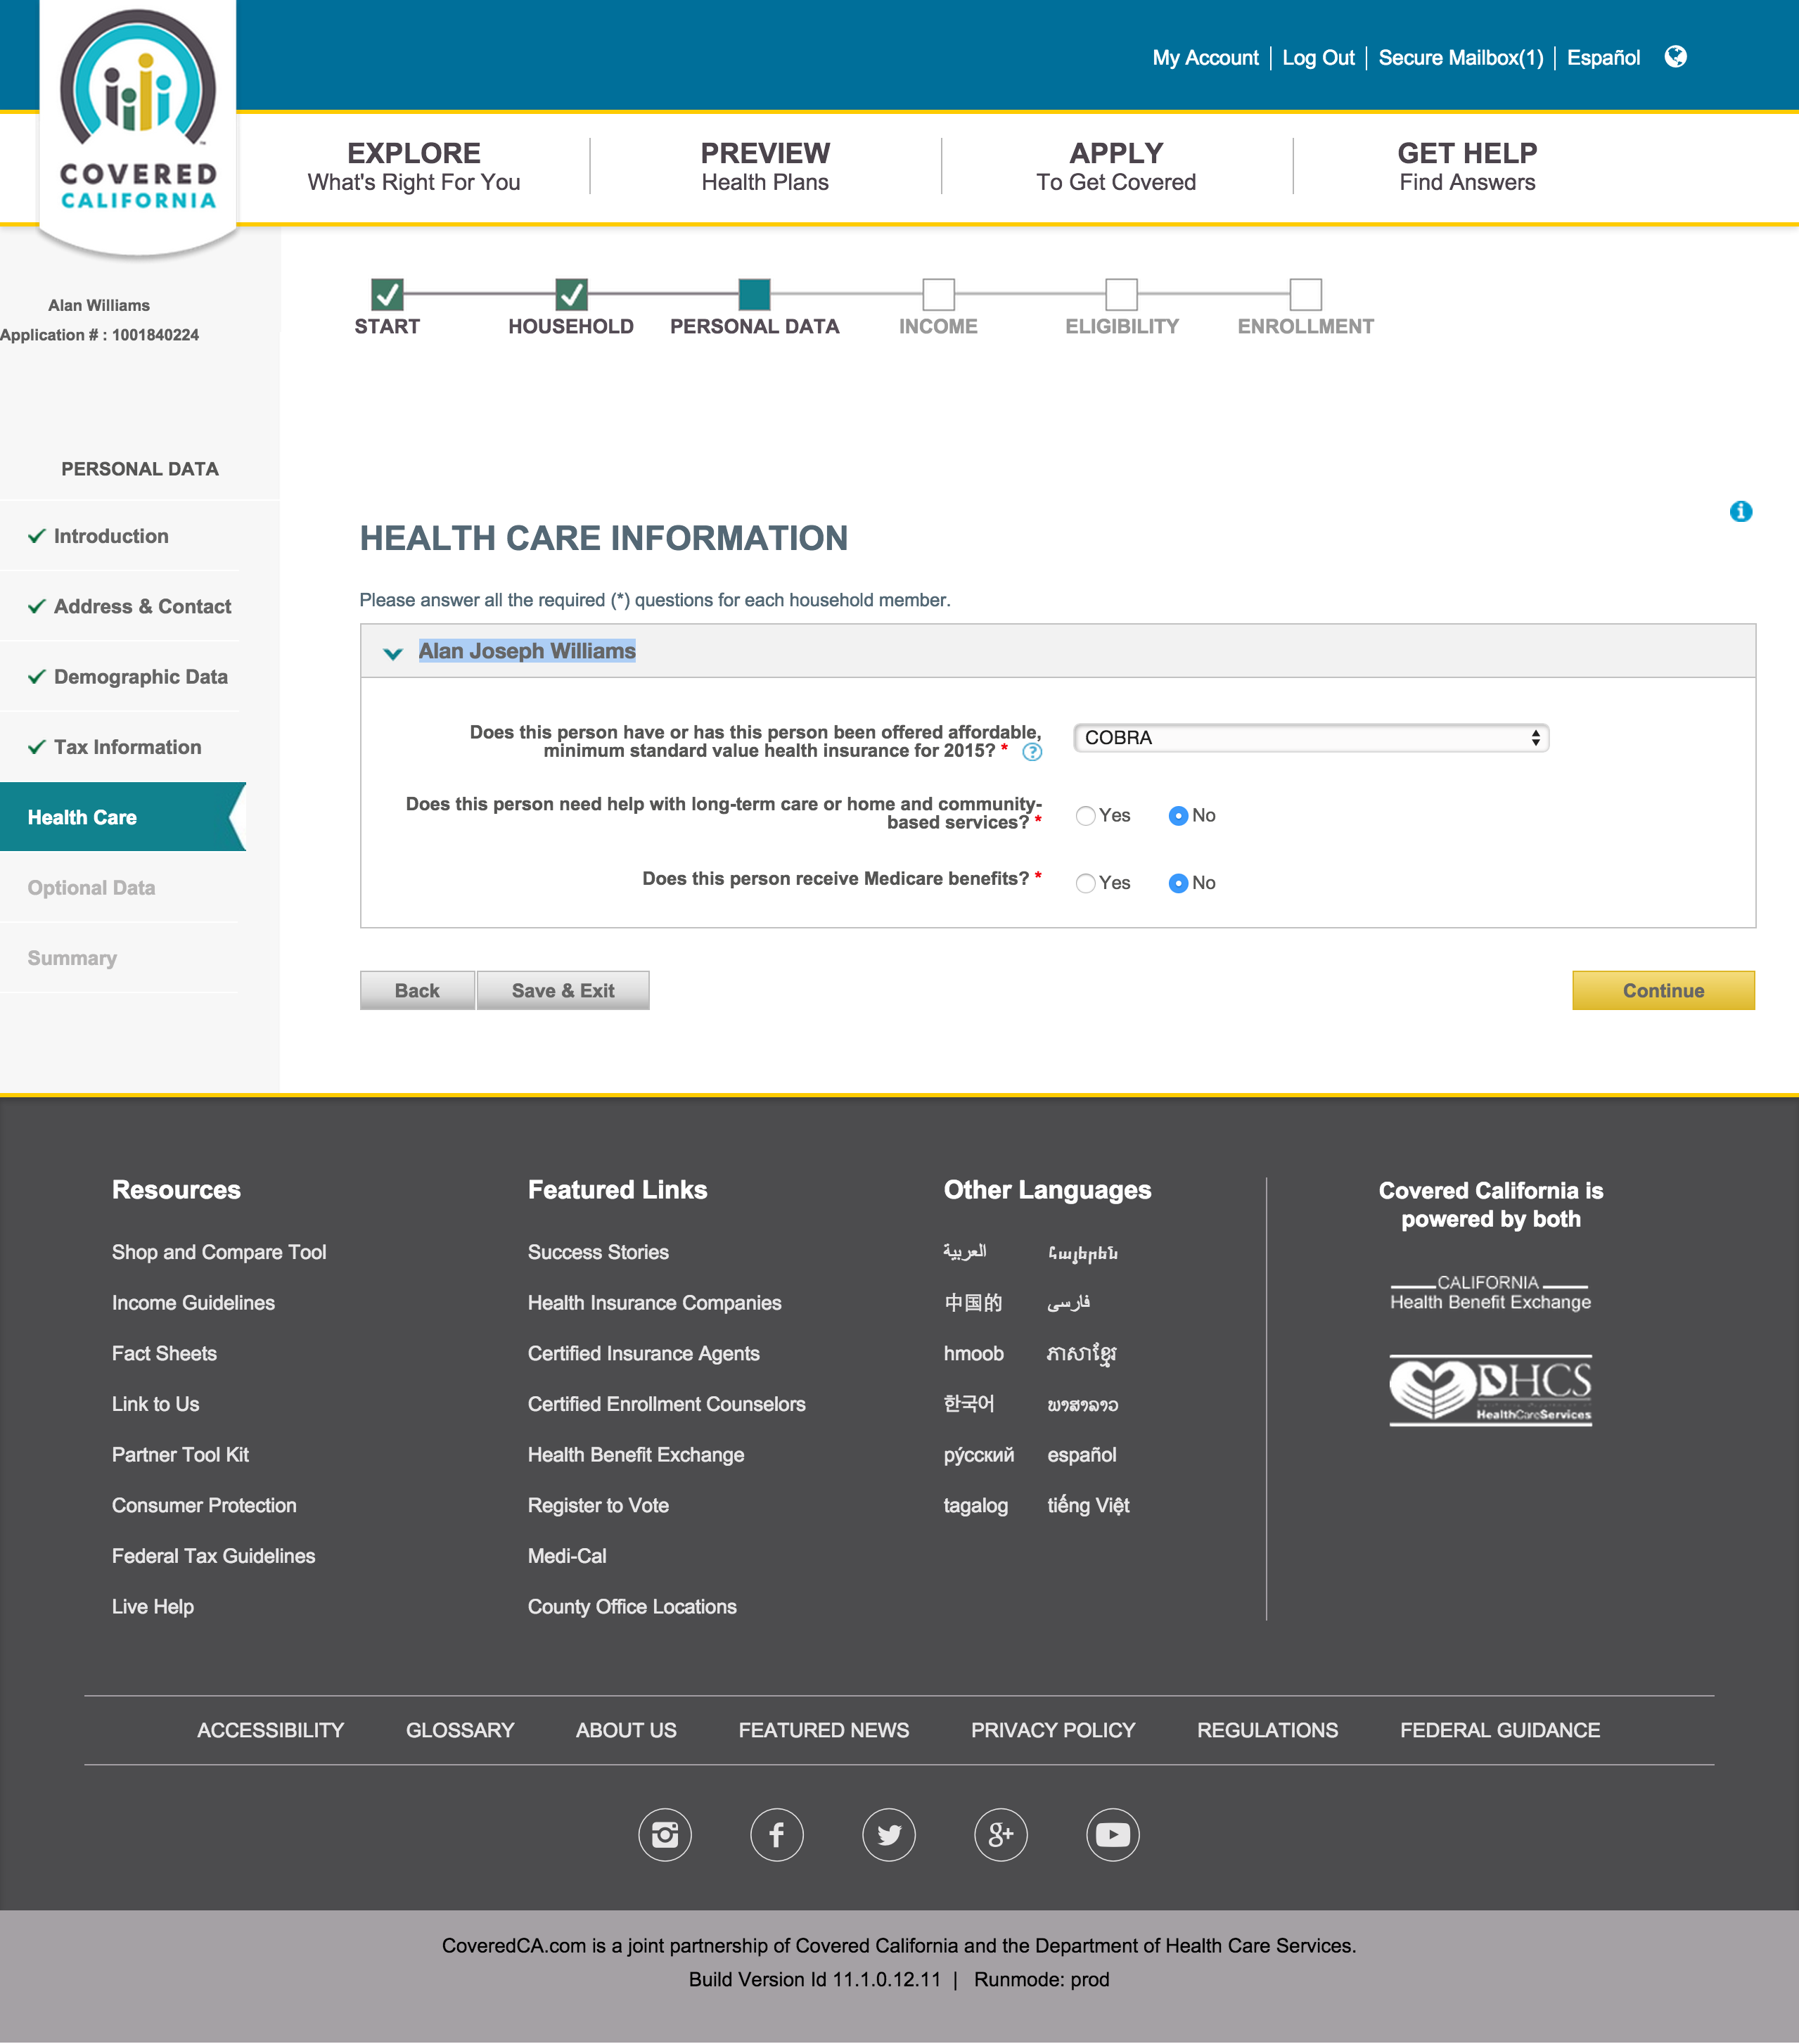 My Account
Log Out
Secure Mailbox(1)
Español
COVERED
CALIFORNIA
™
EXPLORE
What's Right For You
PREVIEW
Health Plans
APPLY
To Get Covered
GET HELP
Find Answers
Alan Williams
Application # : 1001840224
START
HOUSEHOLD
PERSONAL DATA
INCOME
ELIGIBILITY
ENROLLMENT
PERSONAL DATA
Introduction
Address & Contact
Demographic Data
Tax Information
Health Care
Optional Data
Summary
HEALTH CARE INFORMATION
Please answer all the required (*) questions for each household member.
Alan Joseph Williams
Does this person have or has this person been offered affordable,
minimum standard value health insurance for 2015? *
COBRA
Does this person need help with long-term care or home and community-
based services? *
Yes
No
Does this person receive Medicare benefits? *
Yes
No
Back
Save & Exit
Continue
Resources
Shop and Compare Tool
Income Guidelines
Fact Sheets
Link to Us
Partner Tool Kit
Consumer Protection
Federal Tax Guidelines
Live Help
Featured Links
Success Stories
Health Insurance Companies
Certified Insurance Agents
Certified Enrollment Counselors
Health Benefit Exchange
Register to Vote
Medi-Cal
County Office Locations
Other Languages
العربية
Հայերեն
中国的
فارسی
hmoob
ភាសាខ្មែរ
한국어
ພາສາລາວ
ру́сский
español
tagalog
tiếng Việt
Covered California is
powered by both
CALIFORNIA
Health Benefit Exchange
DHCS
HealthCareServices
ACCESSIBILITY
GLOSSARY
ABOUT US
FEATURED NEWS
PRIVACY POLICY
REGULATIONS
FEDERAL GUIDANCE
CoveredCA.com is a joint partnership of Covered California and the Department of Health Care Services.
Build Version Id 11.1.0.12.11 | Runmode: prod